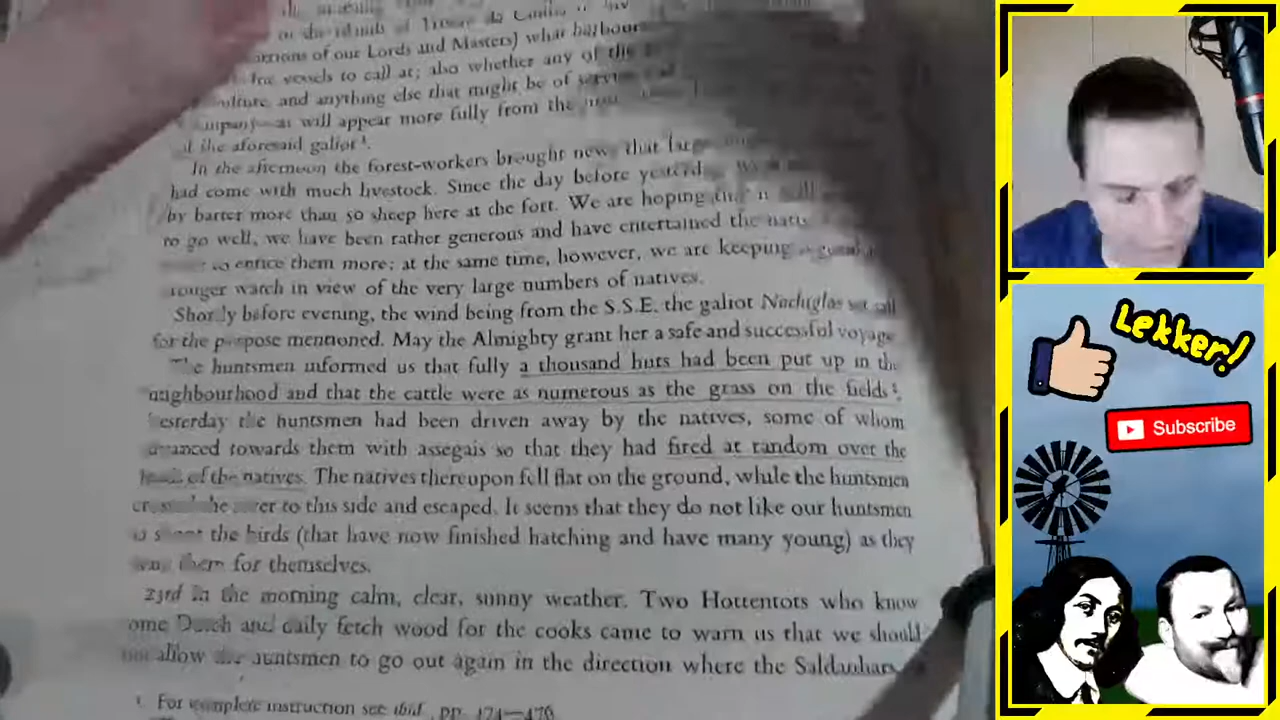 or the islands of
of our Lords and Masters) what harbour
for vessels to call at; also whether any of the
and anything else that might be of
as will appear more fully from the
of the aforesaid galiot¹.
In the afternoon the forest-workers brought news that large
had come with much livestock. Since the day before
by barter more than 50 sheep here at the fort. We are hoping
to go well, we have been rather generous and have entertained the
to entice them more; at the same time, however, we are keeping
watch in view of the very large numbers of natives.
Shortly before evening, the wind being from the S.S.E. the galiot Nachtglas set sail
for the purpose mentioned. May the Almighty grant her a safe and successful voyage
The huntsmen informed us that fully a thousand huts had been put up in the
neighbourhood and that the cattle were as numerous as the grass on the fields
Yesterday the huntsmen had been driven away by the natives, some of whom
advanced towards them with assegais so that they had fired at random over the
heads of the natives. The natives thereupon fell flat on the ground, while the huntsmen
crossed the river to this side and escaped. It seems that they do not like our huntsmen
to shoot the birds (that have now finished hatching and have many young) as they
want them for themselves.
23rd In the morning calm, clear, sunny weather. Two Hottentots who know
some Dutch and daily fetch wood for the cooks came to warn us that we should
not allow the huntsmen to go out again in the direction where the Saldanhars
¹ For complete instruction see ibid., pp. 474—476
Lekker!
Subscribe